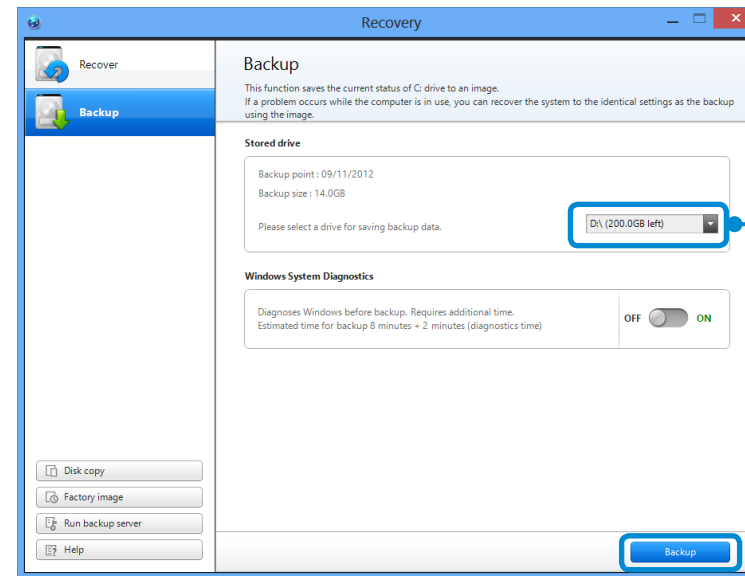 Recovery
Recover
Backup
Disk copy
Factory image
Run backup server
Help
Backup
This function saves the current status of C: drive to an image.
If a problem occurs while the computer is in use, you can recover the system to the identical settings as the backup
using the image.
Stored drive
Backup point : 09/11/2012
Backup size : 14.0GB
Please select a drive for saving backup data.
D:\ (200.0GB left)
Windows System Diagnostics
Diagnoses Windows before backup. Requires additional time.
Estimated time for backup 8 minutes + 2 minutes (diagnostics time)
OFF ON
Backup